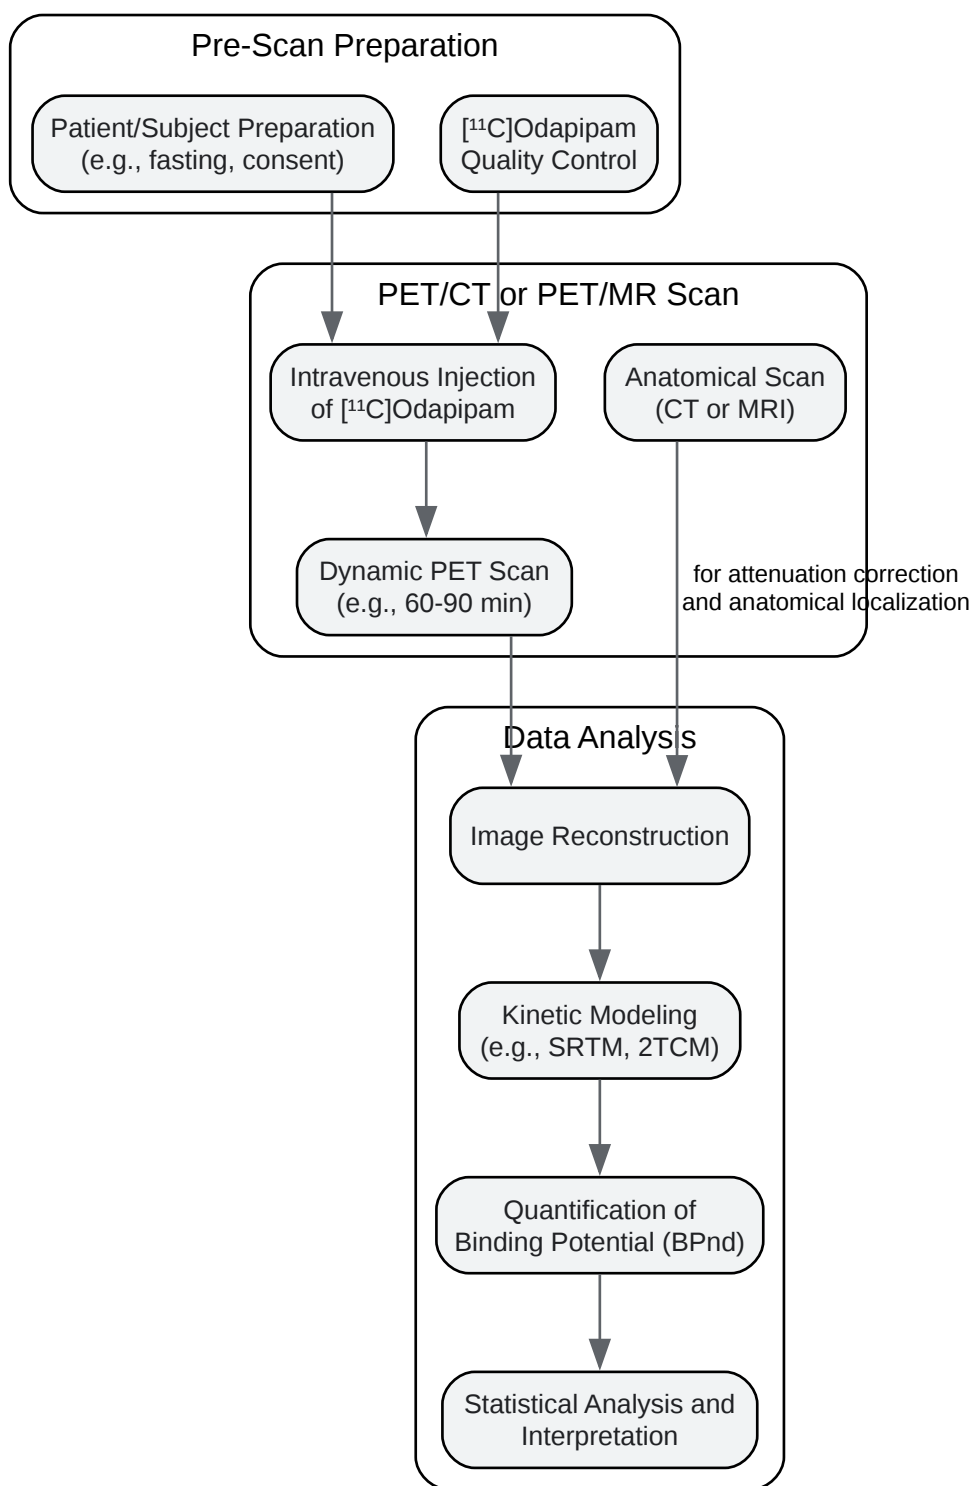 Pre-Scan Preparation
Patient/Subject Preparation
(e.g., fasting, consent)
[¹¹C]Odapipam
Quality Control
PET/CT or PET/MR Scan
Intravenous Injection
of [¹¹C]Odapipam
Anatomical Scan
(CT or MRI)
Dynamic PET Scan
(e.g., 60-90 min)
for attenuation correction
and anatomical localization
Data Analysis
Image Reconstruction
Kinetic Modeling
(e.g., SRTM, 2TCM)
Quantification of
Binding Potential (BPnd)
Statistical Analysis and
Interpretation